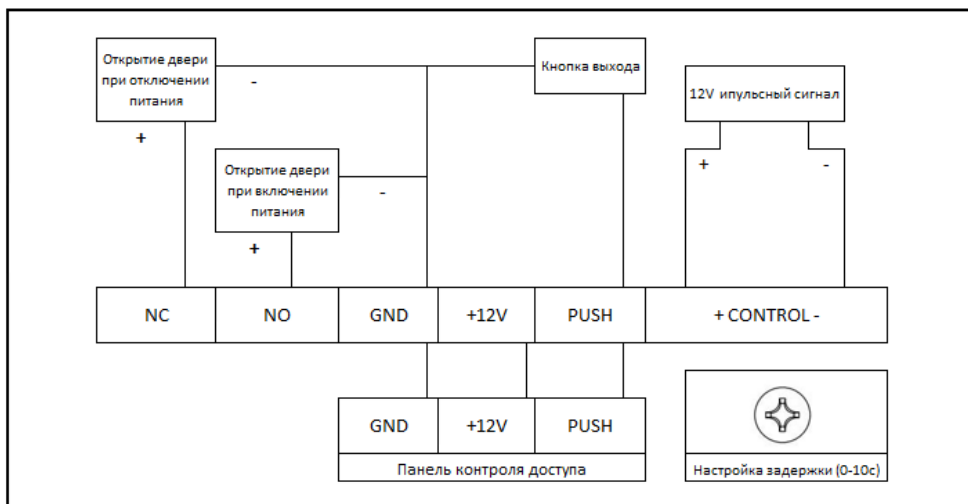 Открытие двери
при отключении
питания
-
+
Кнопка выхода
12V ипульсный сигнал
+
-
Открытие двери
при включении
питания
-
+
NC
NO
GND
+12V
PUSH
+ CONTROL -
GND
+12V
PUSH
Панель контроля доступа
Настройка задержки (0-10с)